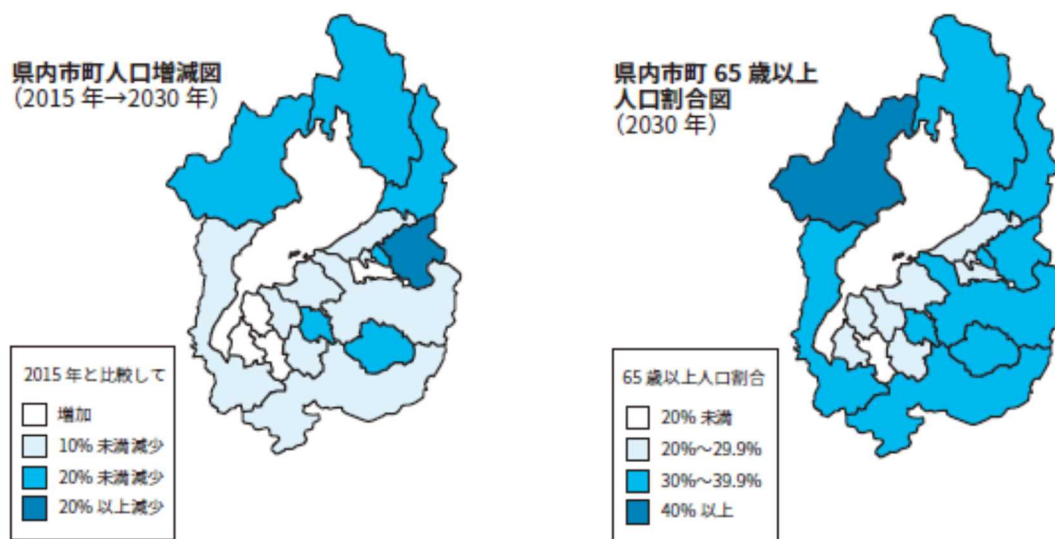 県内市町人口増減図
（2015 年→2030 年）
2015 年と比較して
増加
10% 未満減少
20% 未満減少
20% 以上減少
県内市町 65 歳以上
人口割合図
（2030 年）
65 歳以上人口割合
20% 未満
20%～29.9%
30%～39.9%
40% 以上